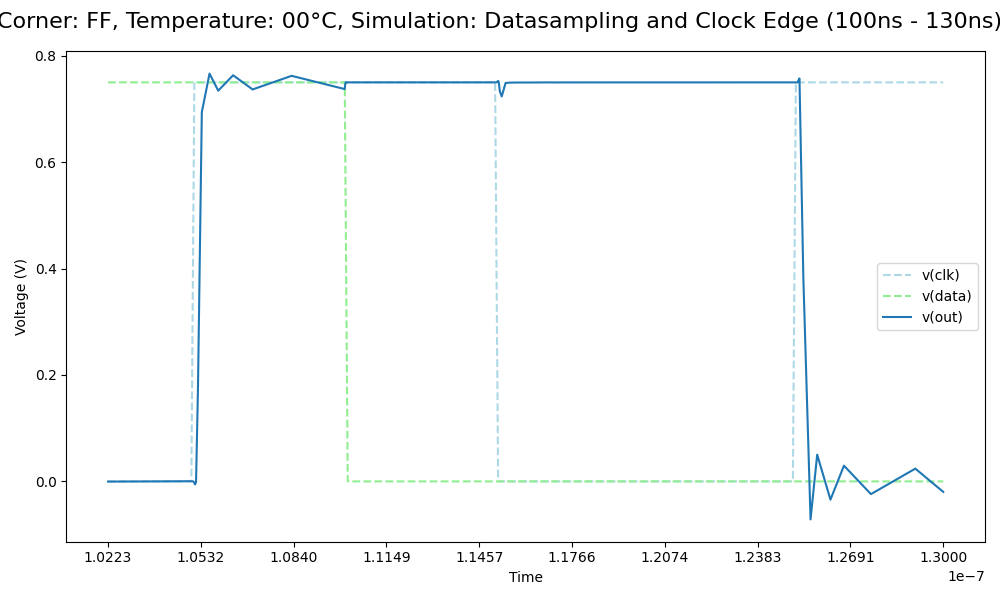 Corner: FF, Temperature: 00°C, Simulation: Datasampling and Clock Edge (100ns - 130ns)
0.8
0.6
0.4
0.2
0.0
Voltage (V)
v(clk)
v(data)
v(out)
1.0223 1.0532 1.0840 1.1149 1.1457 1.1766 1.2074 1.2383 1.2691 1.3000
1e−7
Time